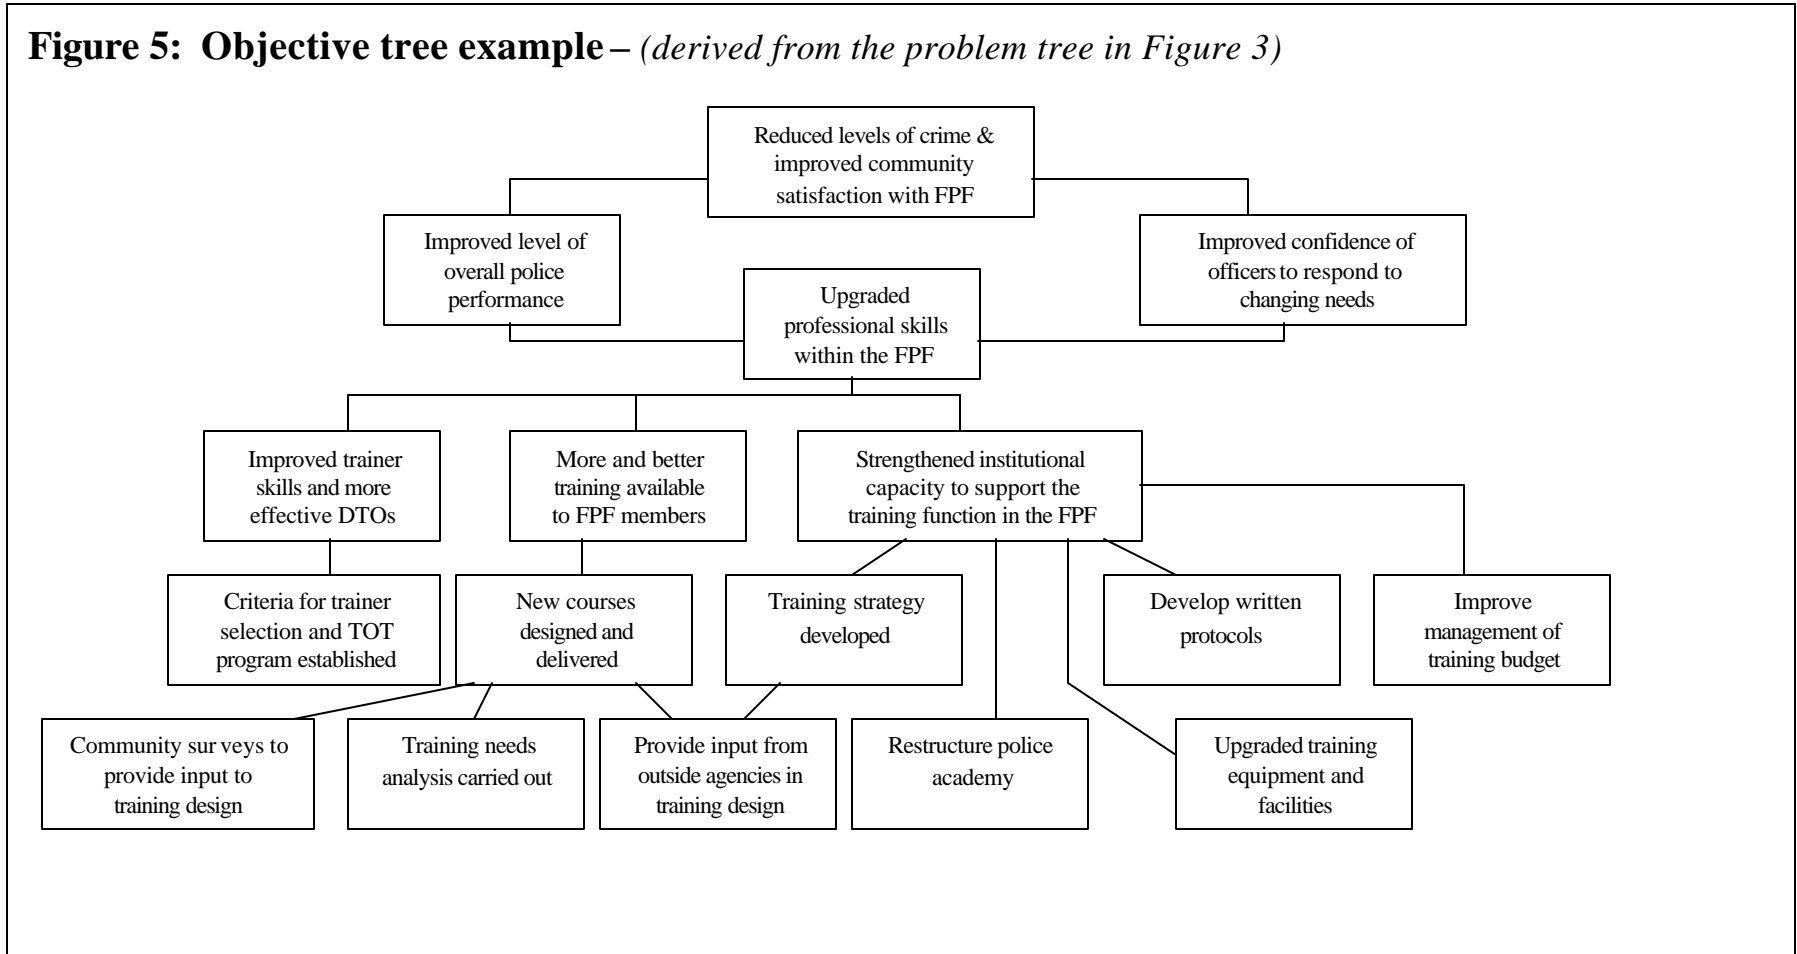 Figure 5: Objective tree example – (derived from the problem tree in Figure 3)
Reduced levels of crime &
improved community
satisfaction with FPF
Improved level of
overall police
performance
Upgraded
professional skills
within the FPF
Improved confidence of
officers to respond to
changing needs
Improved trainer
skills and more
effective DTOs
More and better
training available
to FPF members
Strengthened institutional
capacity to support the
training function in the FPF
Criteria for trainer
selection and TOT
program established
New courses
designed and
delivered
Training strategy
developed
Develop written
protocols
Improve
management of
training budget
Community sur veys to
provide input to
training design
Training needs
analysis carried out
Provide input from
outside agencies in
training design
Restructure police
academy
Upgraded training
equipment and
facilities